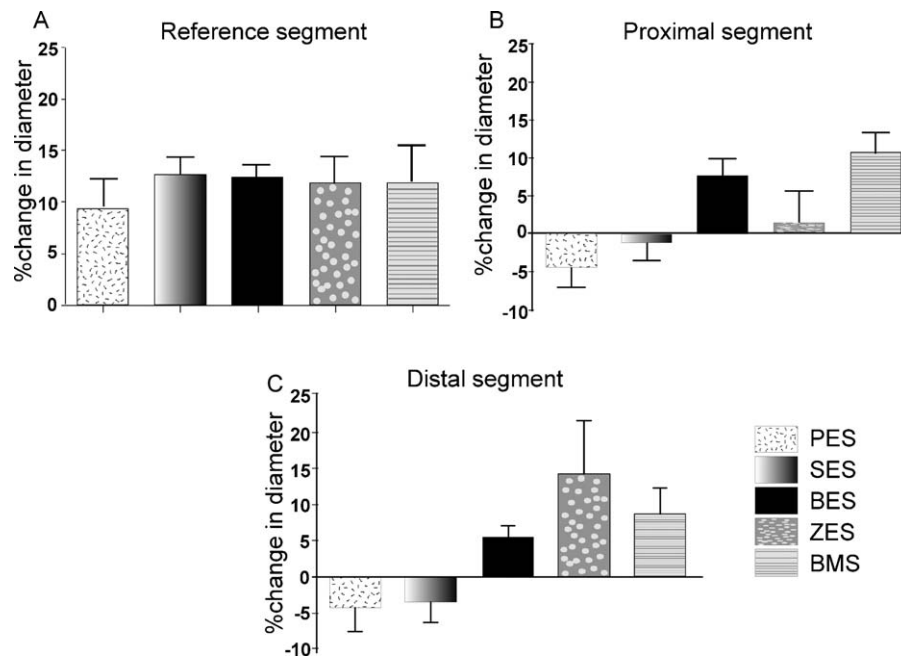 A
Reference segment
%change in diameter
25
20
15
10
5
0
B
Proximal segment
%change in diameter
25
20
15
10
5
0
-5
-10
C
Distal segment
%change in diameter
25
20
15
10
5
0
-5
-10
PES
SES
BES
ZES
BMS